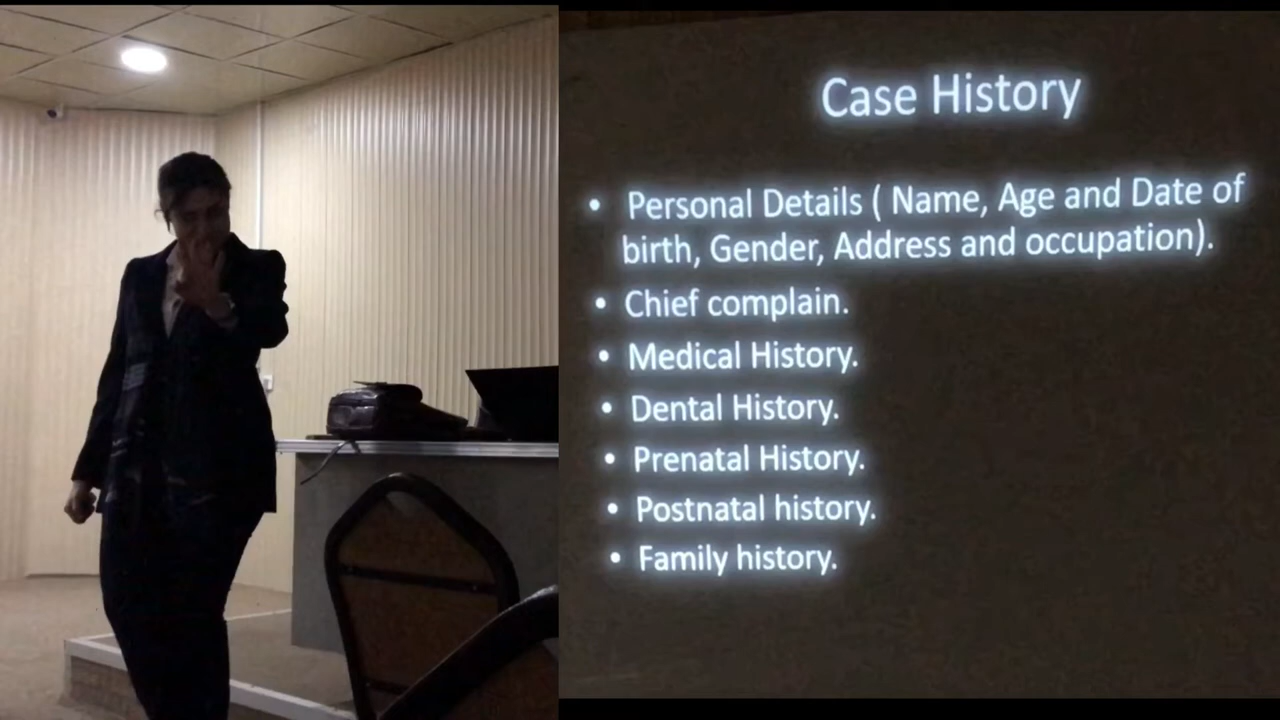 Case History
• Personal Details ( Name, Age and Date of
birth, Gender, Address and occupation).
• Chief complain.
• Medical History.
• Dental History.
• Prenatal History.
• Postnatal history.
• Family history.